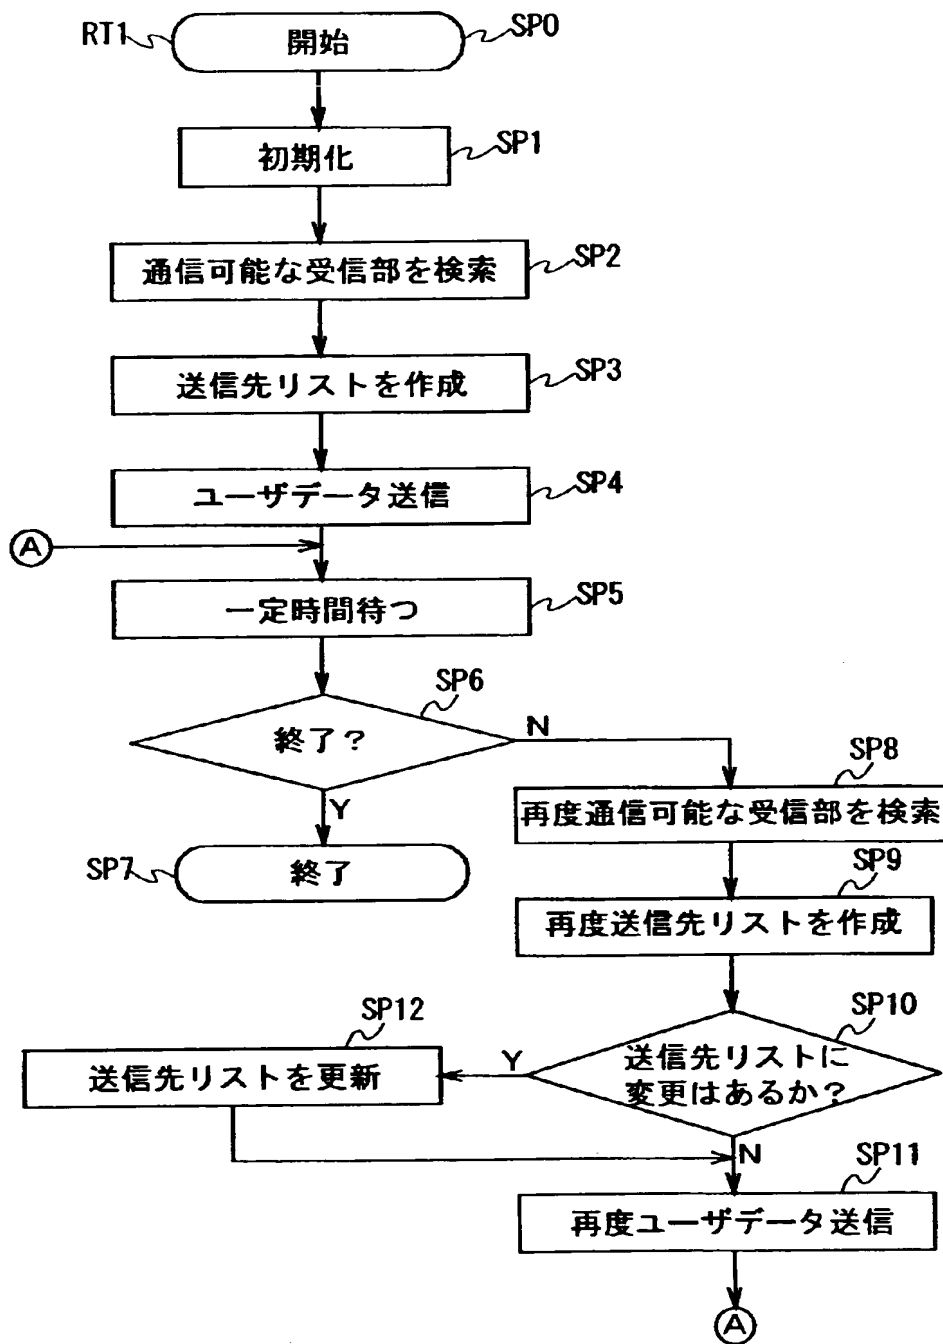 RT1
開始
SP0
初期化
SP1
通信可能な受信部を検索
SP2
送信先リストを作成
SP3
ユーザデータ送信
SP4
A
一定時間待つ
SP5
SP6
終了？
N
Y
SP7
終了
SP8
再度通信可能な受信部を検索
SP9
再度送信先リストを作成
SP10
送信先リストに
変更はあるか？
Y
SP12
送信先リストを更新
N
SP11
再度ユーザデータ送信
A